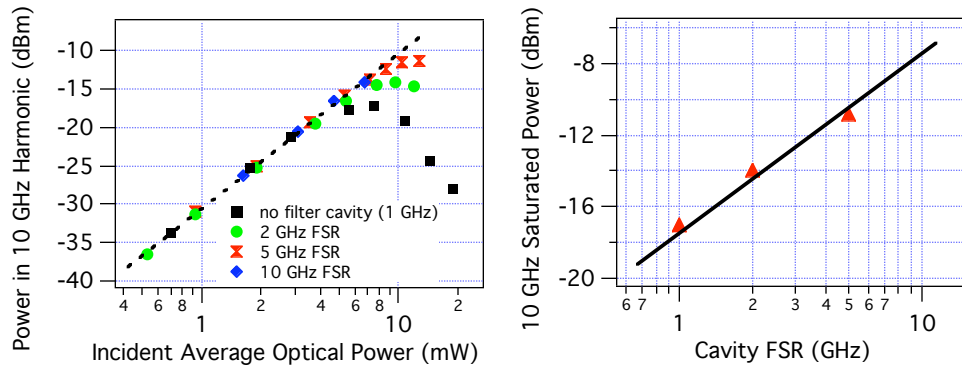 Power in 10 GHz Harmonic (dBm)
-10
-15
-20
-25
-30
-35
-40
no filter cavity (1 GHz)
2 GHz FSR
5 GHz FSR
10 GHz FSR
4 6 8 1 2 4 6 8 10 2
Incident Average Optical Power (mW)
10 GHz Saturated Power (dBm)
-8
-12
-16
-20
6 7 1 2 3 4 5 6 7 10
Cavity FSR (GHz)